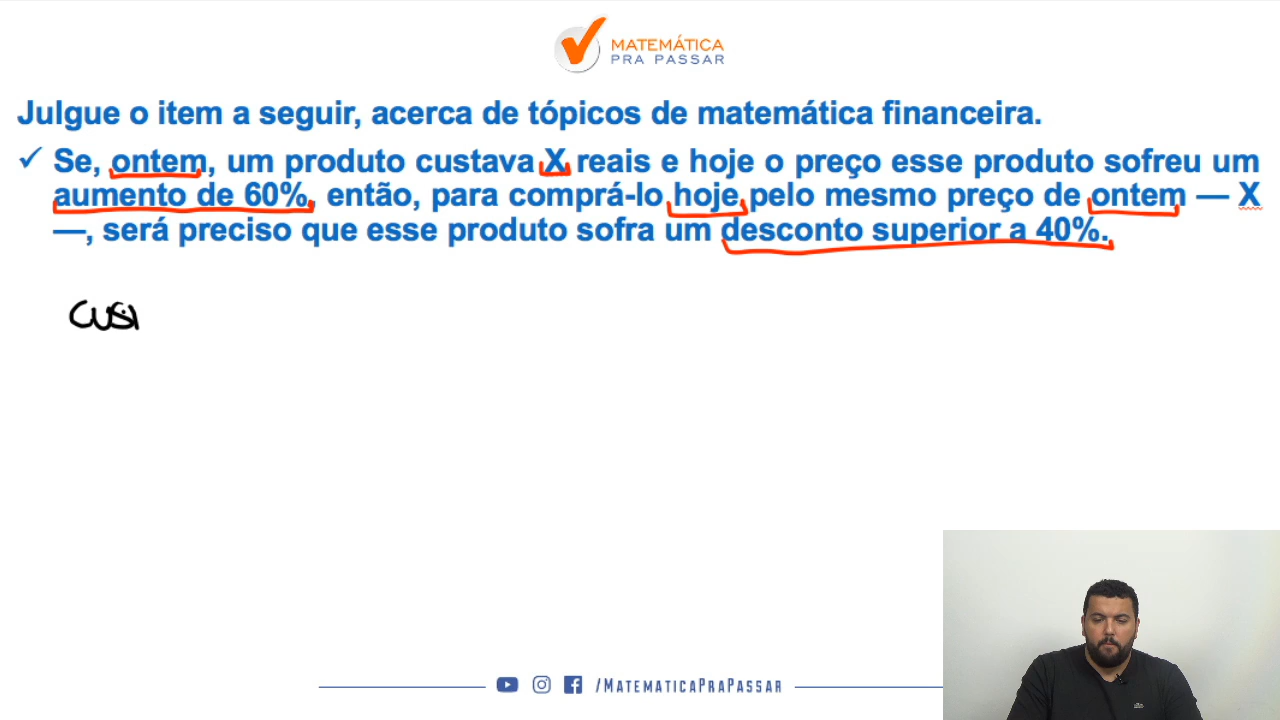 MATEMÁTICA
PRA PASSAR
Julgue o item a seguir, acerca de tópicos de matemática financeira.
✓ Se, ontem, um produto custava X reais e hoje o preço esse produto sofreu um
aumento de 60%, então, para comprá-lo hoje pelo mesmo preço de ontem — X
—, será preciso que esse produto sofra um desconto superior a 40%.
/MATEMATICAPRAPASSAR